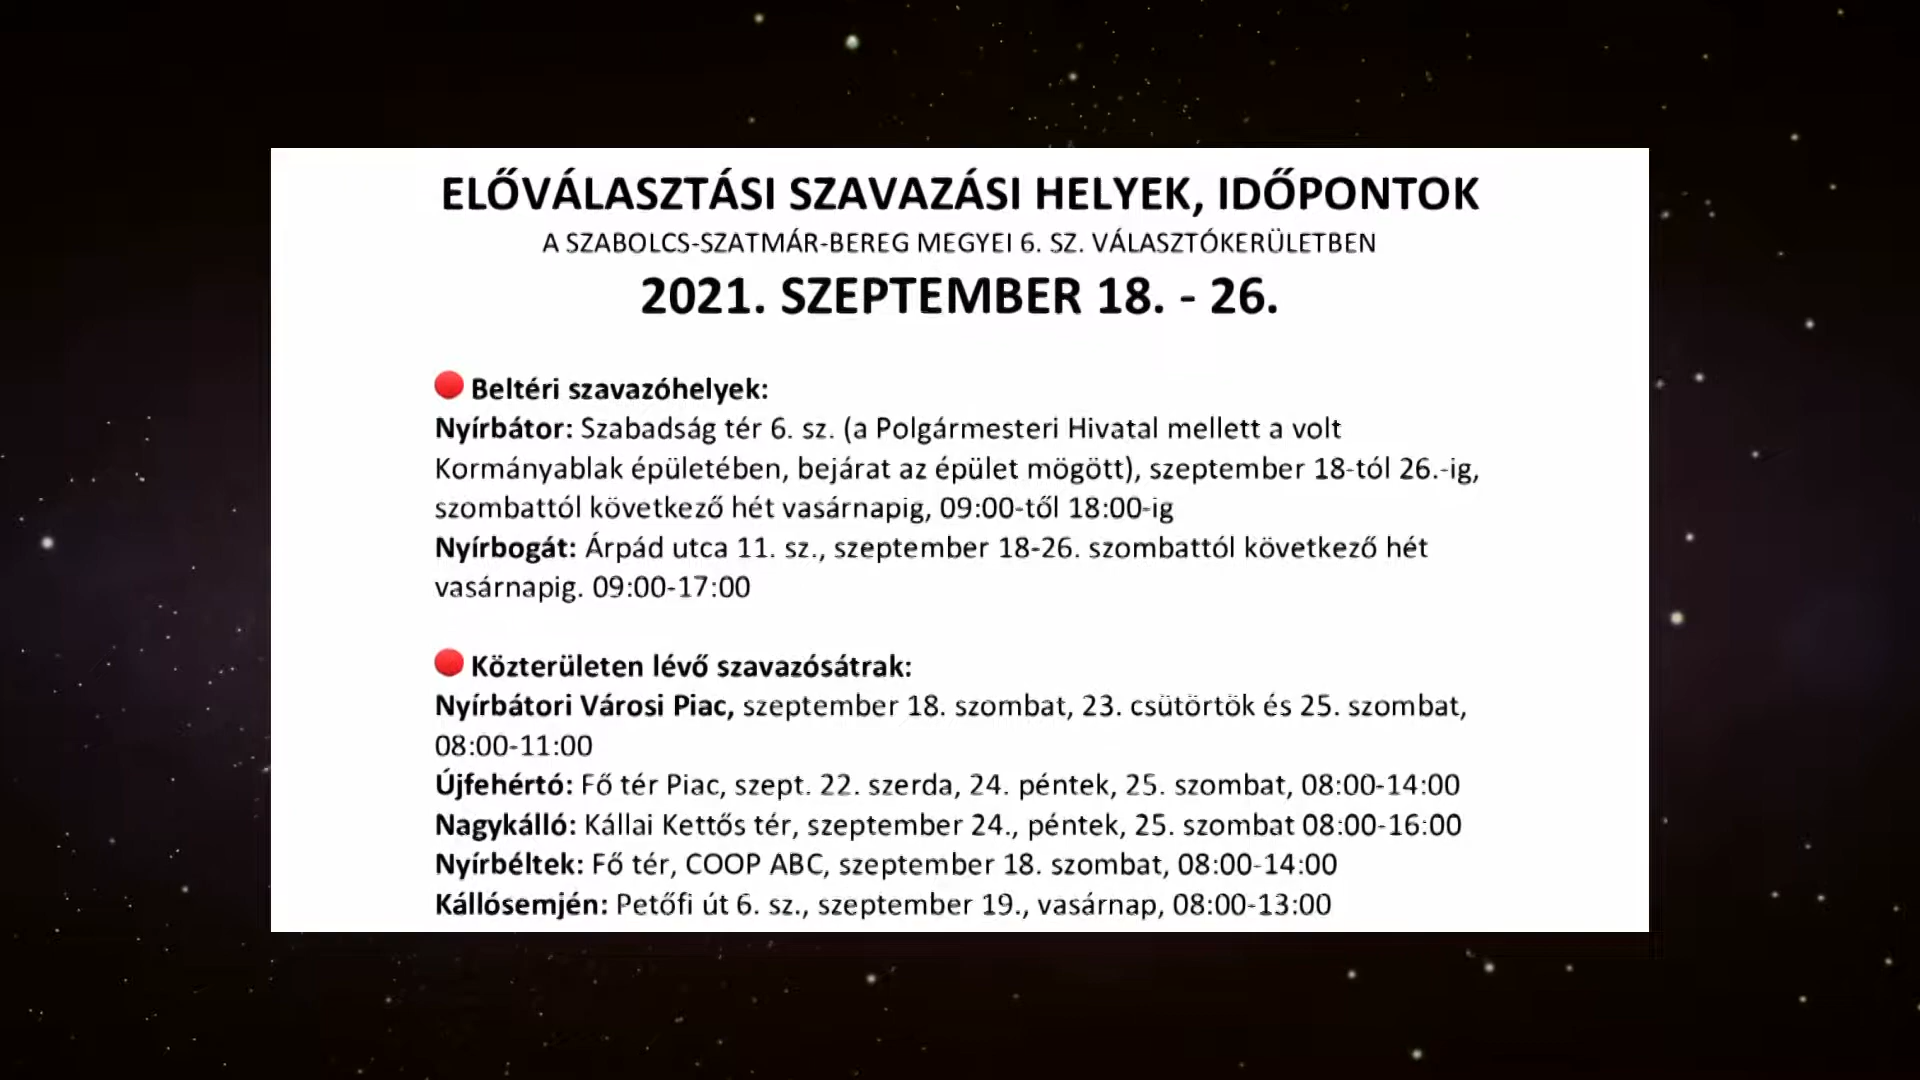 ELŐVÁLASZTÁSI SZAVAZÁSI HELYEK, IDŐPONTOK
A SZABOLCS-SZATMÁR-BEREG MEGYEI 6. SZ. VÁLASZTÓKERÜLETBEN
2021. SZEPTEMBER 18. - 26.
Beltéri szavazóhelyek:
Nyírbátor: Szabadság tér 6. sz. (a Polgármesteri Hivatal mellett a volt
Kormányablak épületében, bejárat az épület mögött), szeptember 18-tól 26.-ig,
szombattól következő hét vasárnapig, 09:00-től 18:00-ig
Nyírbogát: Árpád utca 11. sz., szeptember 18-26. szombattól következő hét
vasárnapig. 09:00-17:00
Közterületen lévő szavazósátrak:
Nyírbátori Városi Piac, szeptember 18. szombat, 23. csütörtök és 25. szombat,
08:00-11:00
Újfehértó: Fő tér Piac, szept. 22. szerda, 24. péntek, 25. szombat, 08:00-14:00
Nagykálló: Kállai Kettős tér, szeptember 24., péntek, 25. szombat 08:00-16:00
Nyírbéltek: Fő tér, COOP ABC, szeptember 18. szombat, 08:00-14:00
Kállósemjén: Petőfi út 6. sz., szeptember 19., vasárnap, 08:00-13:00